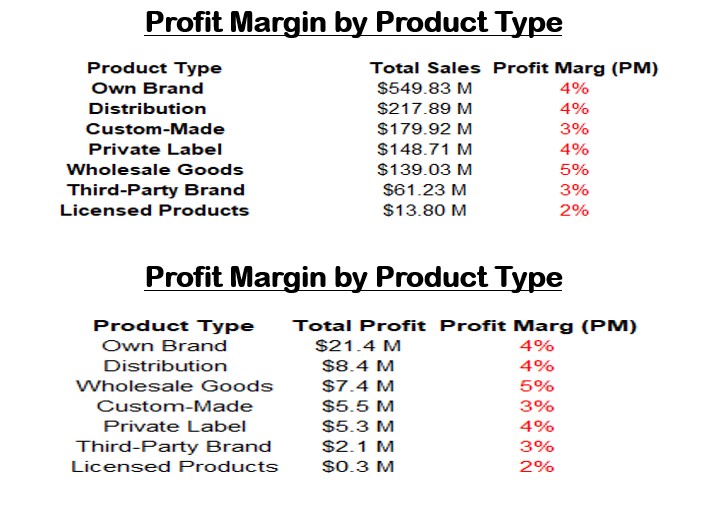 Profit Margin by Product Type
Product Type Total Sales Profit Marg (PM)
Own Brand $549.83 M 4%
Distribution $217.89 M 4%
Custom-Made $179.92 M 3%
Private Label $148.71 M 4%
Wholesale Goods $139.03 M 5%
Third-Party Brand $61.23 M 3%
Licensed Products $13.80 M 2%
Profit Margin by Product Type
Product Type Total Profit Profit Marg (PM)
Own Brand $21.4 M 4%
Distribution $8.4 M 4%
Wholesale Goods $7.4 M 5%
Custom-Made $5.5 M 3%
Private Label $5.3 M 4%
Third-Party Brand $2.1 M 3%
Licensed Products $0.3 M 2%